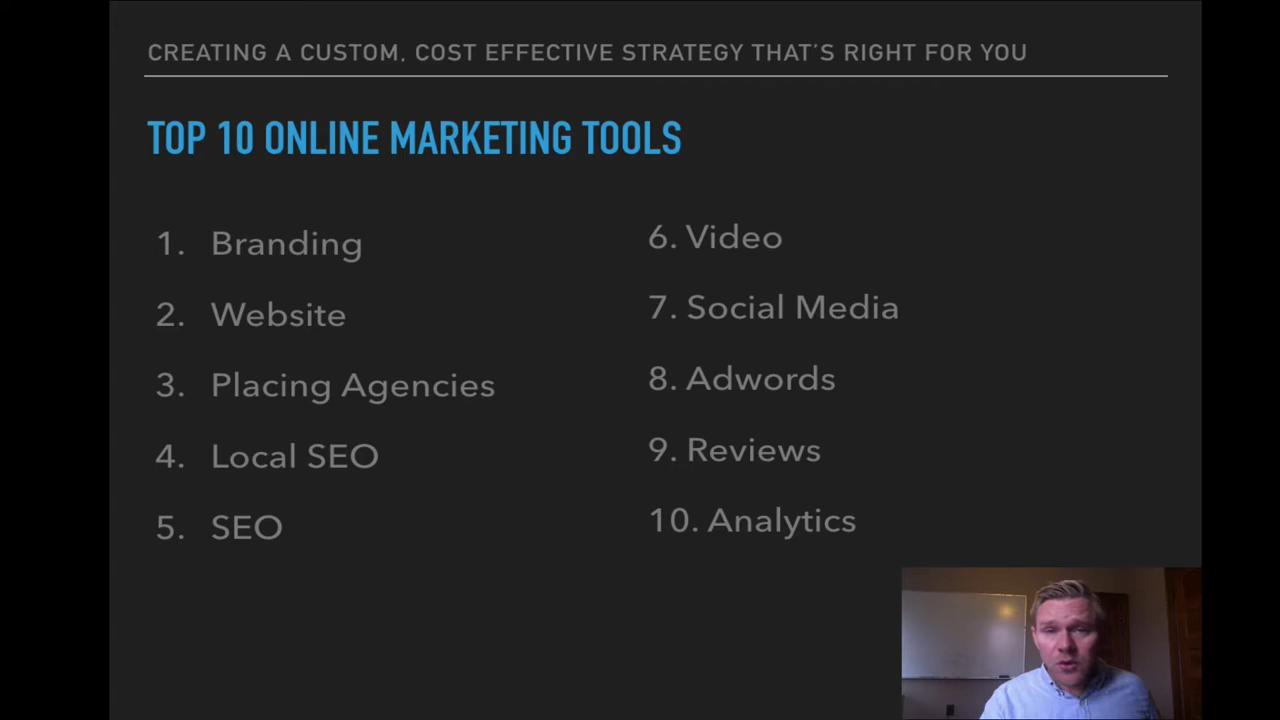 CREATING A CUSTOM, COST EFFECTIVE STRATEGY THAT'S RIGHT FOR YOU
TOP 10 ONLINE MARKETING TOOLS
1. Branding
2. Website
3. Placing Agencies
4. Local SEO
5. SEO
6. Video
7. Social Media
8. Adwords
9. Reviews
10. Analytics